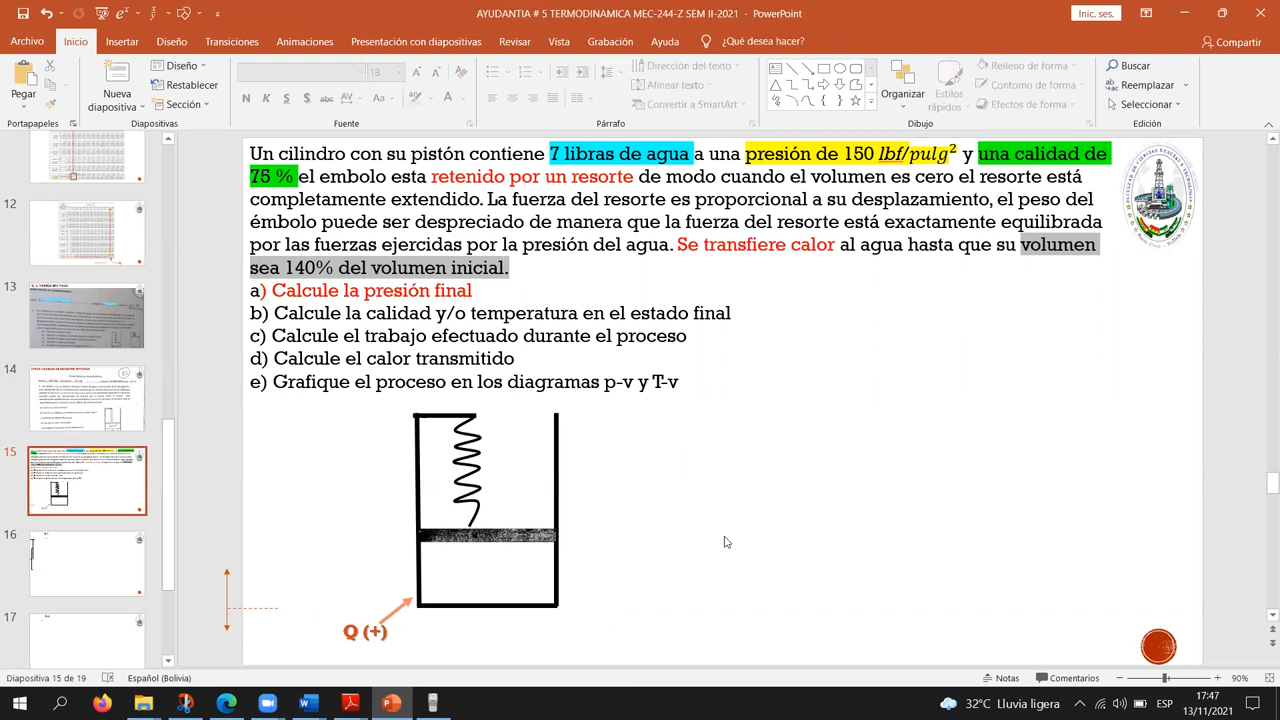 AYUDANTIA # 5 TERMODINAMICA MEC-244-Z SEM II-2021 - PowerPoint
Inic. ses.
Archivo Inicio Insertar Diseño Transiciones Animaciones Presentación con diapositivas Revisar Vista Grabación Ayuda ¿Qué desea hacer? Compartir
Pegar
Nueva diapositiva
Diseño
Restablecer
Sección
18
N K S S abc AV Aa A
Dirección del texto
Alinear texto
Convertir a SmartArt
Organizar
Estilos rápidos
Relleno de forma
Contorno de forma
Efectos de forma
Buscar
Reemplazar
Seleccionar
Portapapeles Diapositivas Fuente Párrafo Dibujo Edición
12
13
14
15
16
17
Un cilindro con su pistón contiene 7 libras de agua a una presión de 150 lbf/pulg² y una calidad de
75 % el embolo esta retenido por un resorte de modo cuando el volumen es cero el resorte está
completamente extendido. La fuerza del resorte es proporcional a su desplazamiento, el peso del
embolo puede ser despreciado de manera que la fuerza del resorte está exactamente equilibrada
por las fuerzas ejercidas por la presión del agua. Se transfiere calor al agua hasta que su volumen
sea 140% del volumen inicial.
a) Calcule la presión final
b) Calcule la calidad y/o temperatura en el estado final
c) Calcule el trabajo efectuado durante el proceso
d) Calcule el calor transmitido
e) Grafique el proceso en los diagramas p-v y T-v
Q (+)
Diapositiva 15 de 19 Español (Bolivia) Notas Comentarios 90%
32°C Lluvia ligera ESP 17:47
13/11/2021